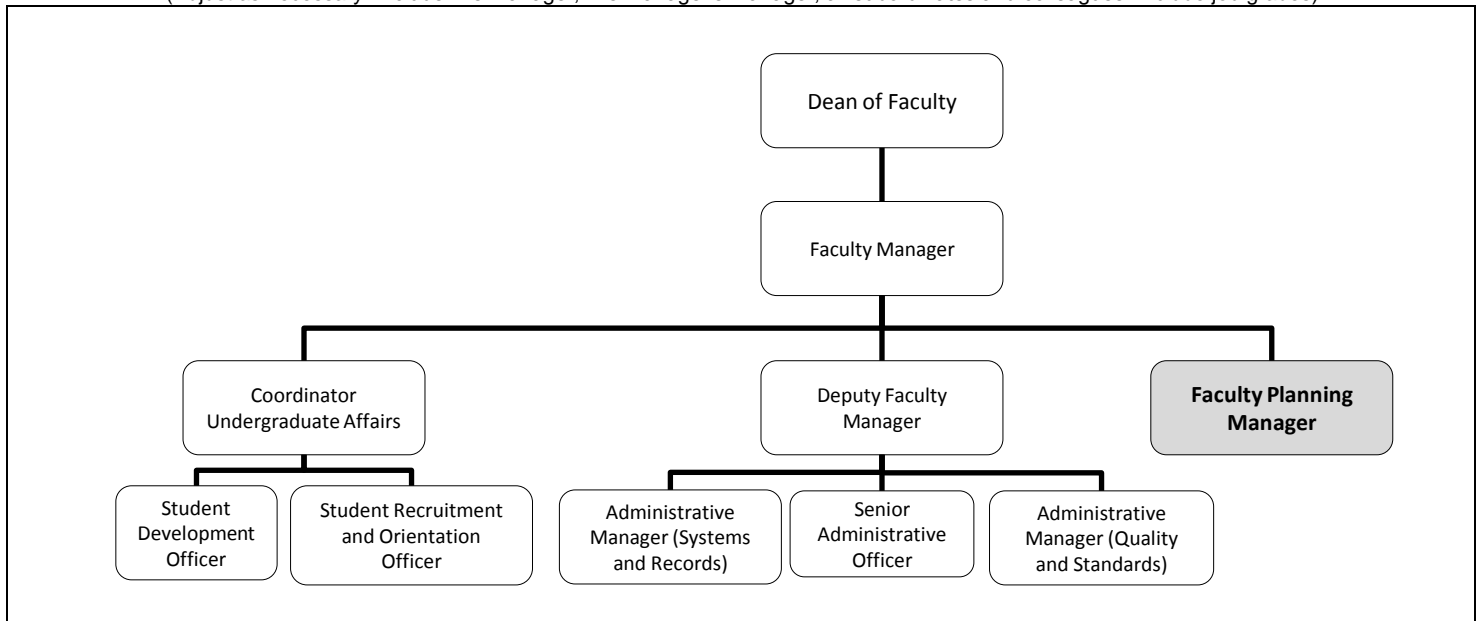 Dean of Faculty
Faculty Manager
Coordinator
Undergraduate Affairs
Deputy Faculty
Manager
Faculty Planning
Manager
Student
Development
Officer
Student Recruitment
and Orientation
Officer
Administrative
Manager (Systems
and Records)
Senior
Administrative
Officer
Administrative
Manager (Quality
and Standards)